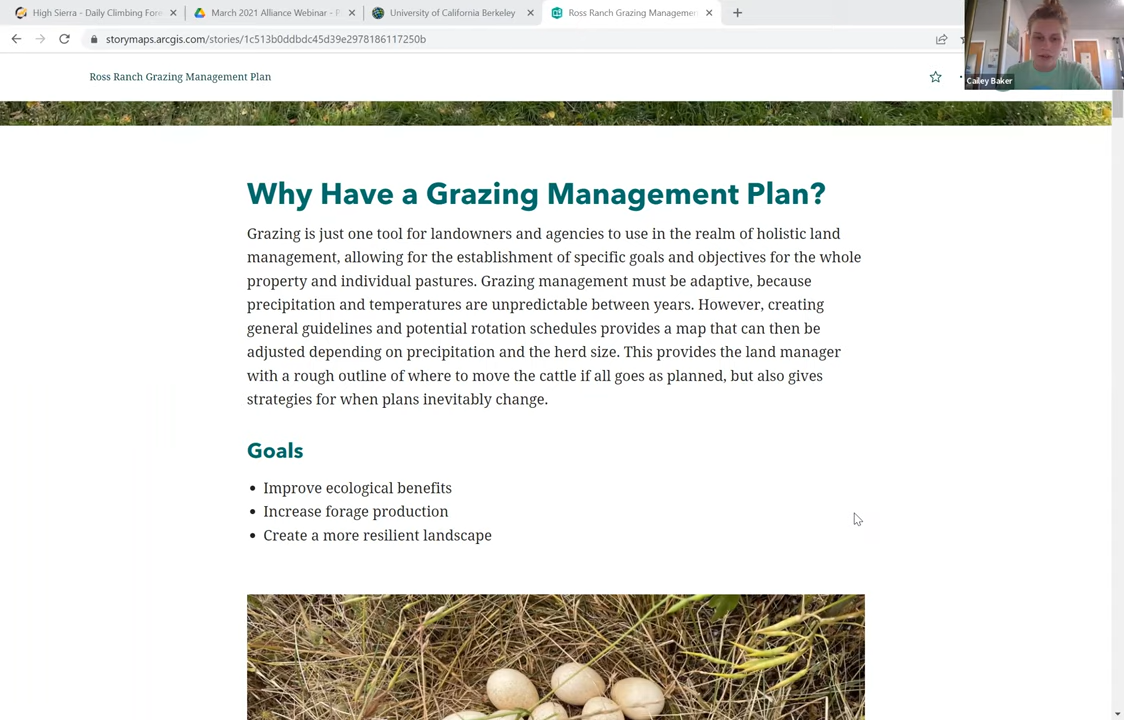 High Sierra - Daily Climbing Fore
March 2021 Alliance Webinar - P
University of California Berkeley
Ross Ranch Grazing Managemen
storymaps.arcgis.com/stories/1c513b0ddbdc45d39e2978186117250b
Cailey Baker
Ross Ranch Grazing Management Plan
Why Have a Grazing Management Plan?
Grazing is just one tool for landowners and agencies to use in the realm of holistic land
management, allowing for the establishment of specific goals and objectives for the whole
property and individual pastures. Grazing management must be adaptive, because
precipitation and temperatures are unpredictable between years. However, creating
general guidelines and potential rotation schedules provides a map that can then be
adjusted depending on precipitation and the herd size. This provides the land manager
with a rough outline of where to move the cattle if all goes as planned, but also gives
strategies for when plans inevitably change.
Goals
• Improve ecological benefits
• Increase forage production
• Create a more resilient landscape